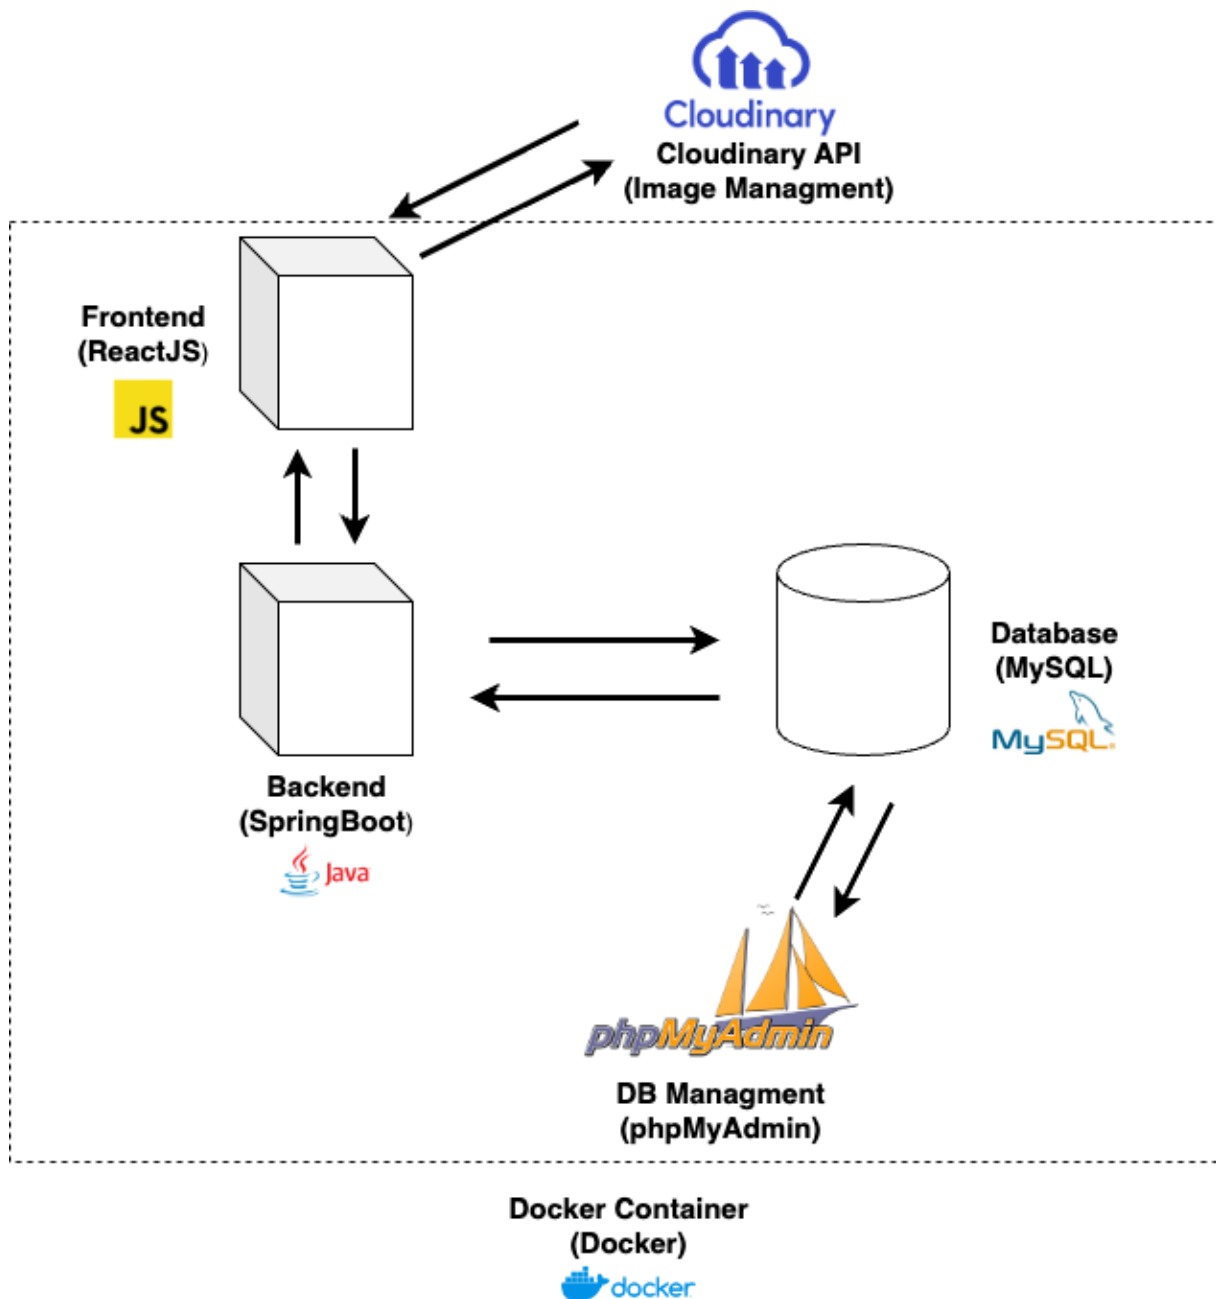 Cloudinary
Cloudinary API
(Image Managment)
Frontend
(ReactJS)
JS
Backend
(SpringBoot)
Java
Database
(MySQL)
MySQL®
phpMyAdmin
DB Managment
(phpMyAdmin)
Docker Container
(Docker)
docker